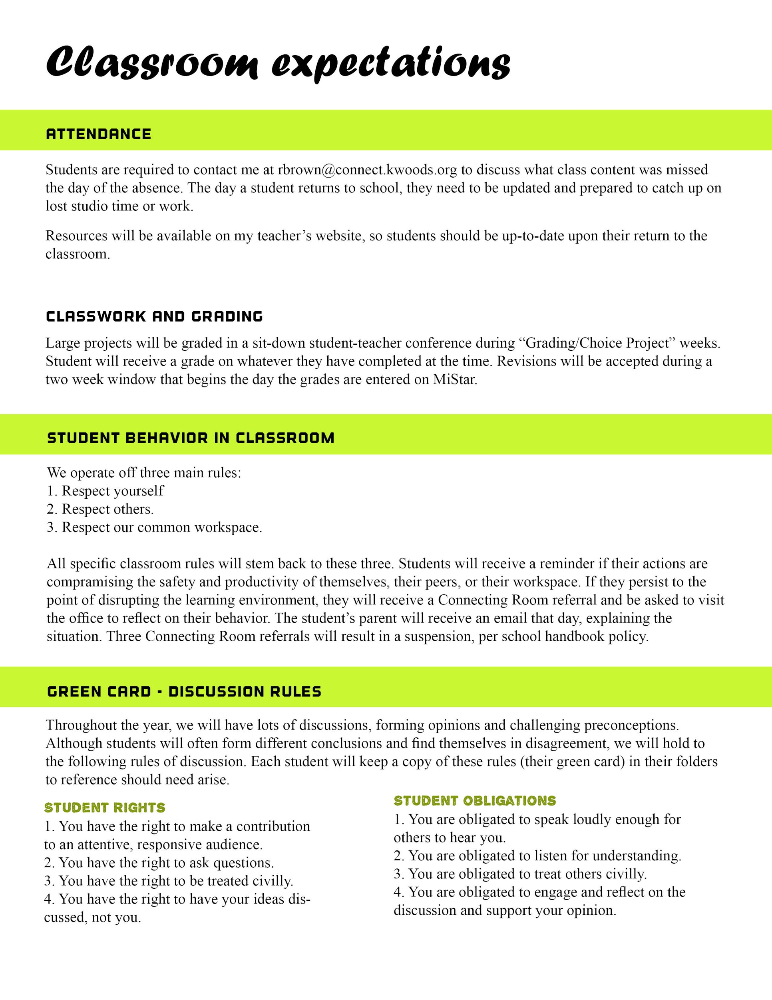 Classroom expectations
ATTENDANCE
Students are required to contact me at rbrown@connect.kwoods.org to discuss what class content was missed
the day of the absence. The day a student returns to school, they need to be updated and prepared to catch up on
lost studio time or work.
Resources will be available on my teacher’s website, so students should be up-to-date upon their return to the
classroom.
CLASSWORK AND GRADING
Large projects will be graded in a sit-down student-teacher conference during “Grading/Choice Project” weeks.
Student will receive a grade on whatever they have completed at the time. Revisions will be accepted during a
two week window that begins the day the grades are entered on MiStar.
STUDENT BEHAVIOR IN CLASSROOM
We operate off three main rules:
1. Respect yourself
2. Respect others.
3. Respect our common workspace.
All specific classroom rules will stem back to these three. Students will receive a reminder if their actions are
compramising the safety and productivity of themselves, their peers, or their workspace. If they persist to the
point of disrupting the learning environment, they will receive a Connecting Room referral and be asked to visit
the office to reflect on their behavior. The student’s parent will receive an email that day, explaining the
situation. Three Connecting Room referrals will result in a suspension, per school handbook policy.
GREEN CARD - DISCUSSION RULES
Throughout the year, we will have lots of discussions, forming opinions and challenging preconceptions.
Although students will often form different conclusions and find themselves in disagreement, we will hold to
the following rules of discussion. Each student will keep a copy of these rules (their green card) in their folders
to reference should need arise.
STUDENT RIGHTS
1. You have the right to make a contribution
to an attentive, responsive audience.
2. You have the right to ask questions.
3. You have the right to be treated civilly.
4. You have the right to have your ideas dis-
cussed, not you.
STUDENT OBLIGATIONS
1. You are obligated to speak loudly enough for
others to hear you.
2. You are obligated to listen for understanding.
3. You are obligated to treat others civilly.
4. You are obligated to engage and reflect on the
discussion and support your opinion.